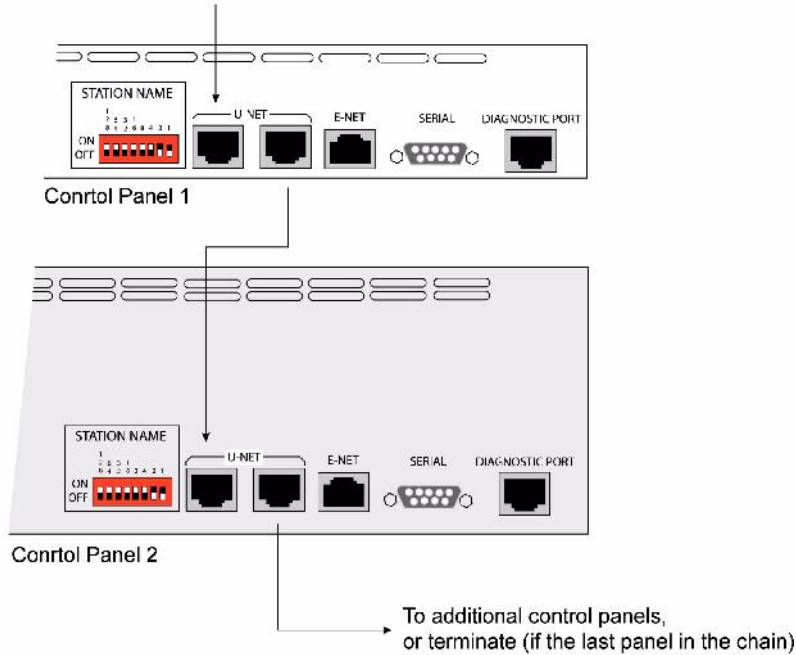 STATION NAME
ON
OFF
U-NET
E-NET
SERIAL
DIAGNOSTIC PORT
Conrtol Panel 1
STATION NAME
ON
OFF
U-NET
E-NET
SERIAL
DIAGNOSTIC PORT
Conrtol Panel 2
To additional control panels,
or terminate (if the last panel in the chain)